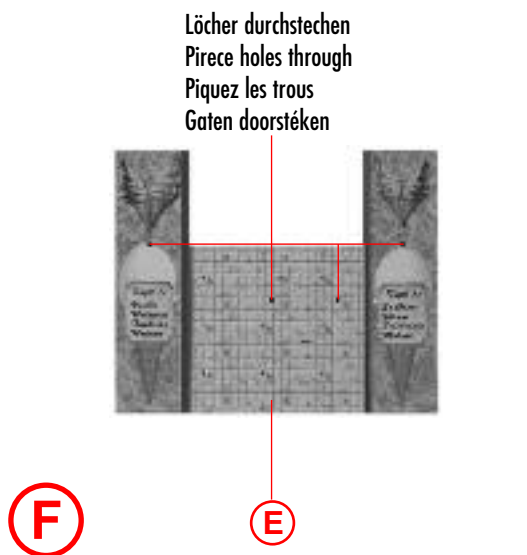 Löcher durchstechen
Pirece holes through
Piquez les trous
Gaten doorstéken
E
F